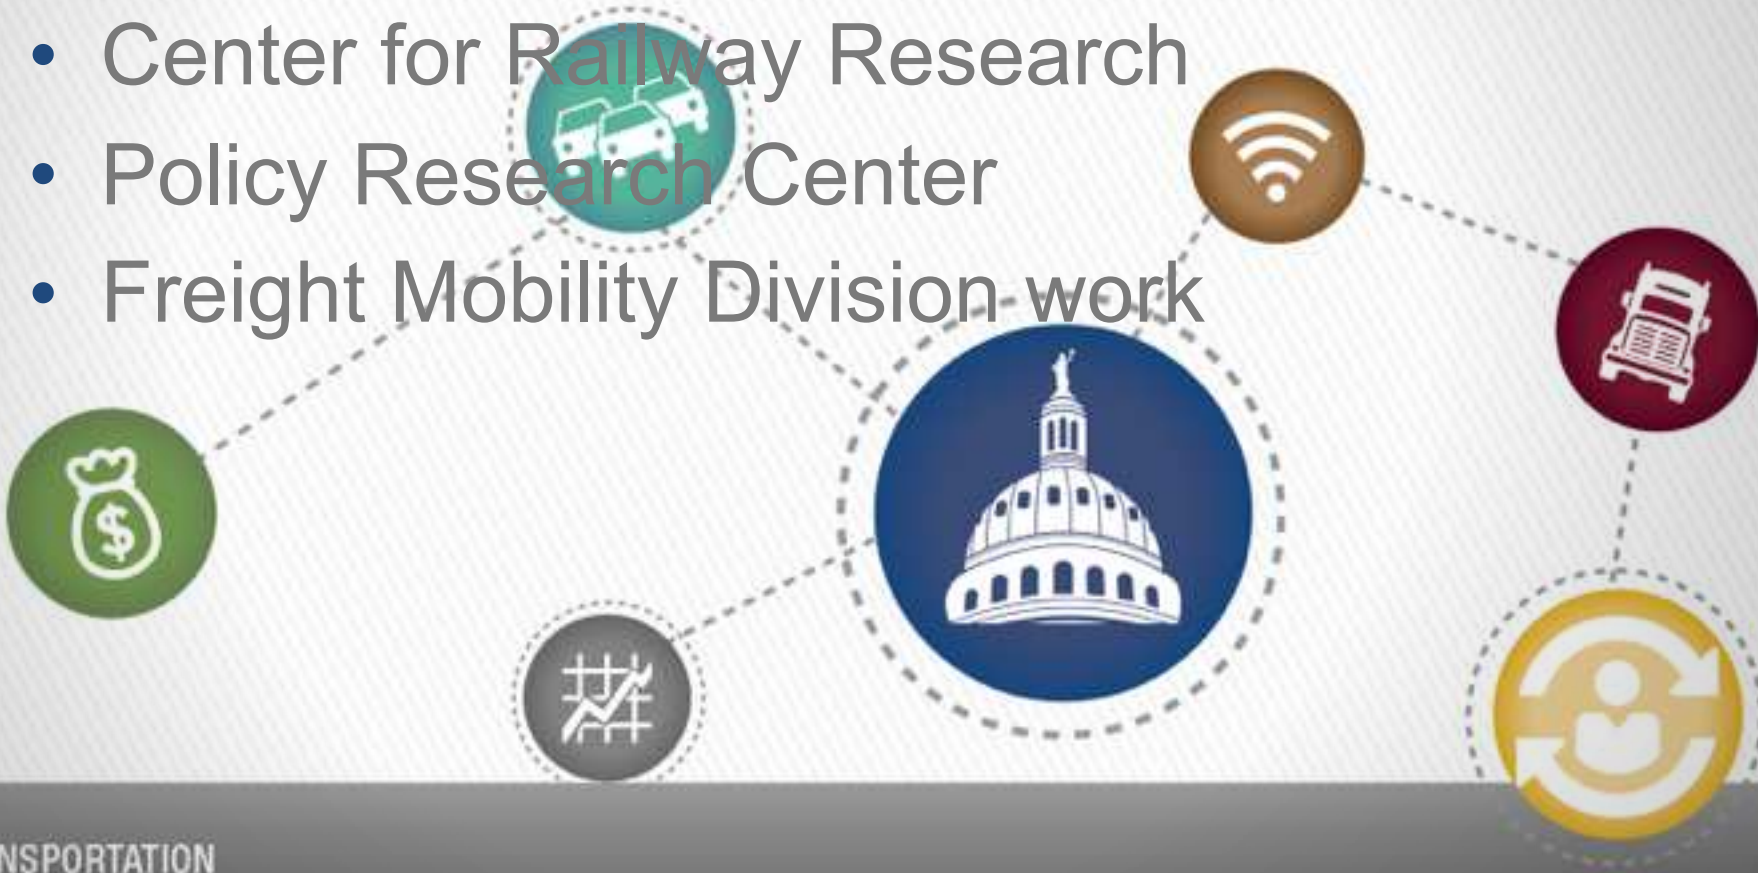 • Center for Railway Research
• Policy Research Center
• Freight Mobility Division work
$
NSPORTATION